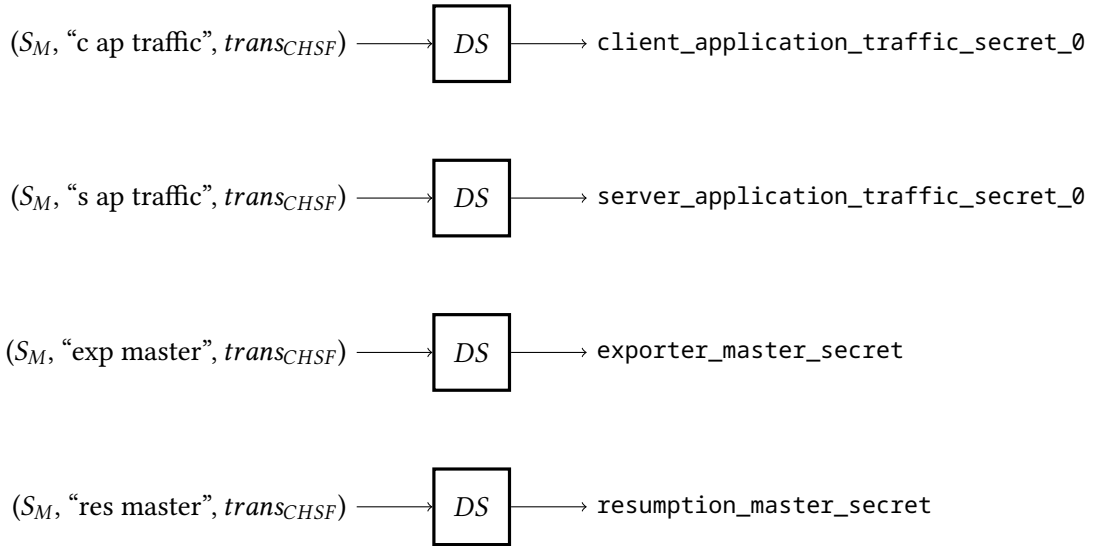 (S_M, “c ap traffic”, trans_CHSF) DS client_application_traffic_secret_0
(S_M, “s ap traffic”, trans_CHSF) DS server_application_traffic_secret_0
(S_M, “exp master”, trans_CHSF) DS exporter_master_secret
(S_M, “res master”, trans_CHSF) DS resumption_master_secret